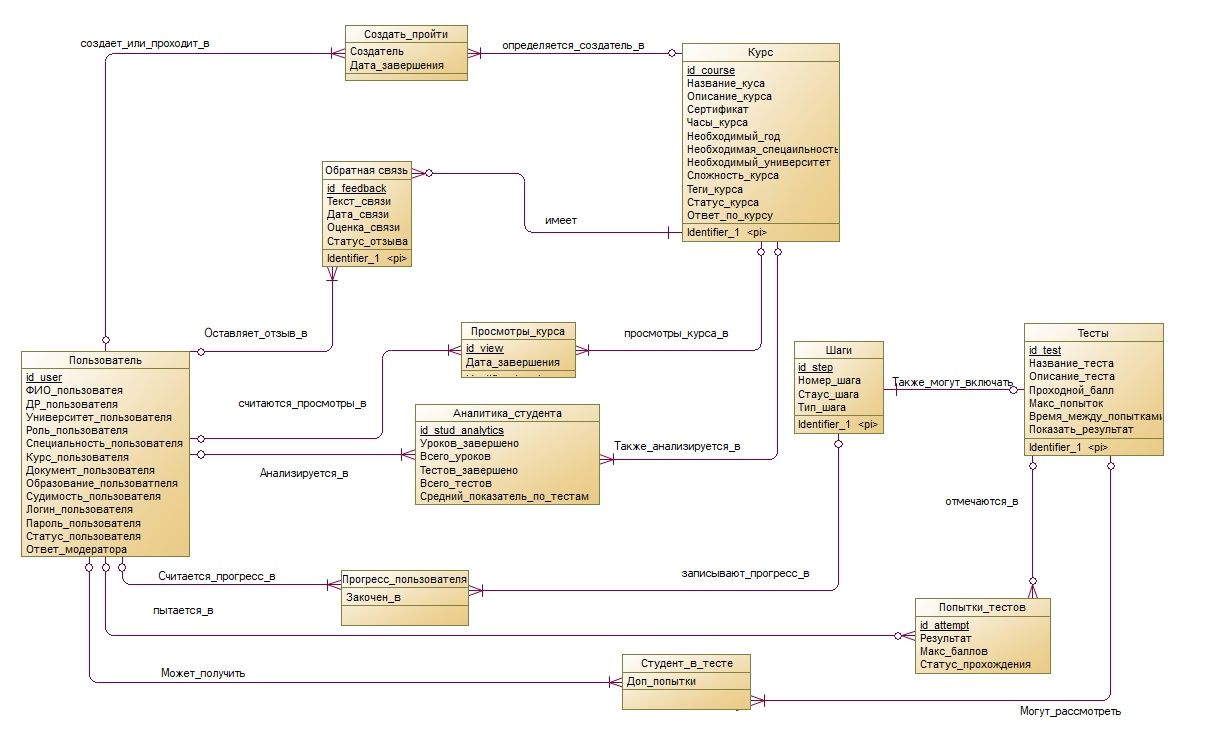 создает_или_проходит_в
Создать_пройти
Создатель
Дата_завершения
определяется_создатель_в
Курс
id_course
Название_куса
Описание_курса
Сертификат
Часы_курса
Необходимый_год
Необходимая_специальность
Необходимый_университет
Сложность_курса
Теги_курса
Статус_курса
Ответ_по_курсу
Identifier_1 <pi>
Обратная связь
id_feedback
Текст_связи
Дата_связи
Оценка_связи
Статус_отзыва
Identifier_1 <pi>
имеет
Оставляет_отзыв_в
Просмотры_курса
id_view
Дата_завершения
просмотры_курса_в
Пользователь
id_user
ФИО_пользоватея
ДР_пользователя
Университет_пользователя
Роль_пользователя
Специальность_пользователя
Курс_пользователя
Документ_пользователя
Образование_пользоватпеля
Судимость_пользователя
Логин_пользователя
Пароль_пользователя
Статус_пользователя
Ответ_модератора
считаются_просмотры_в
Аналитика_студента
id_stud_analytics
Уроков_завершено
Всего_уроков
Тестов_завершено
Всего_тестов
Средний_показатель_по_тестам
Анализируется_в
Также_анализируется_в
Шаги
id_step
Номер_шага
Стаус_шага
Тип_шага
Identifier_1 <pi>
Также_могут_включать
Тесты
id_test
Название_теста
Описание_теста
Проходной_балл
Макс_попыток
Время_между_попытками
Показать_результат
Identifier_1 <pi>
отмечаются_в
Считается_прогресс_в
Прогресс_пользователя
Закочен_в
записывают_прогресс_в
пытается_в
Попытки_тестов
id_attempt
Результат
Макс_баллов
Статус_прохождения
Может_получить
Студент_в_тесте
Доп_попытки
Могут_рассмотреть